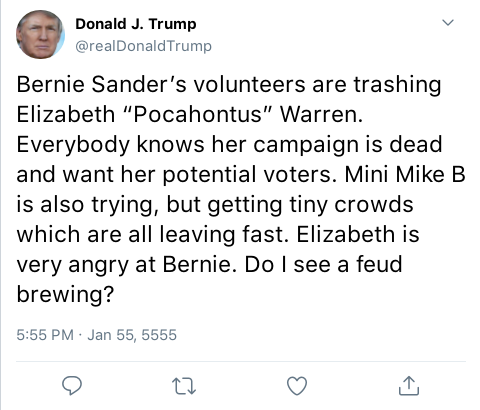 Donald J. Trump
@realDonaldTrump
Bernie Sander’s volunteers are trashing
Elizabeth “Pocahontus” Warren.
Everybody knows her campaign is dead
and want her potential voters. Mini Mike B
is also trying, but getting tiny crowds
which are all leaving fast. Elizabeth is
very angry at Bernie. Do I see a feud
brewing?
5:55 PM · Jan 55, 5555